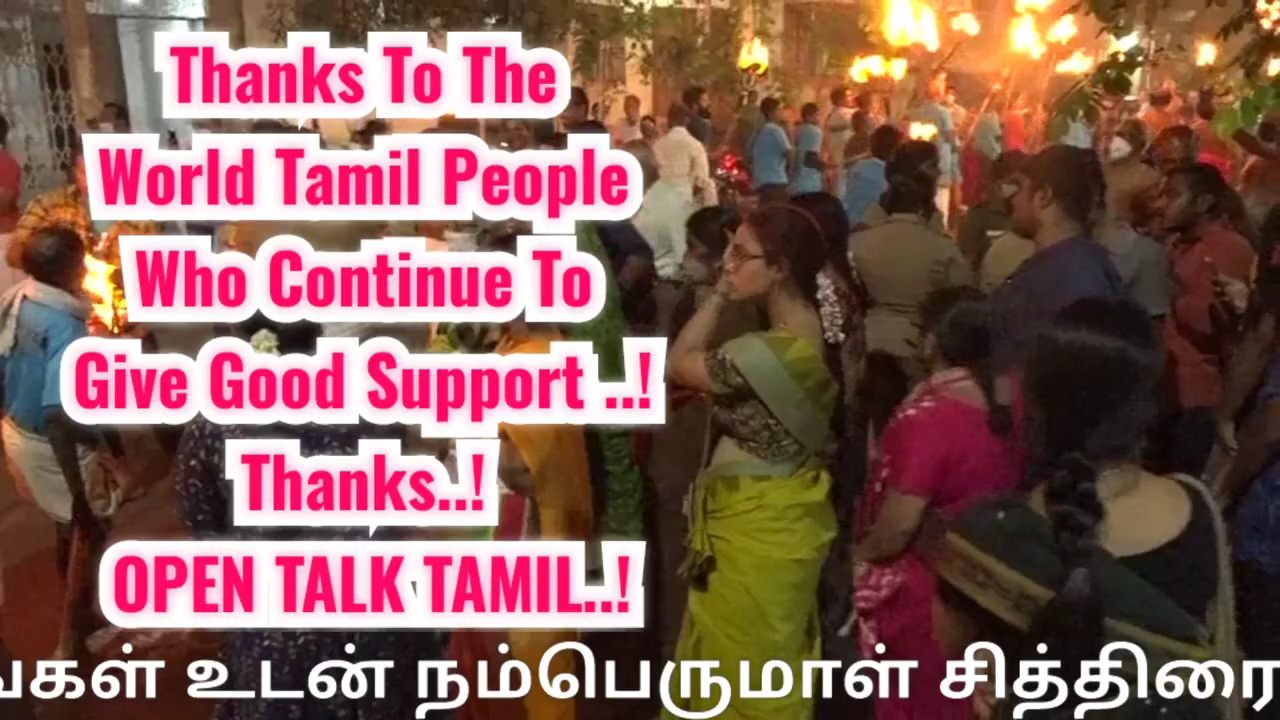 Thanks To The
World Tamil People
Who Continue To
Give Good Support ..!
Thanks..!
OPEN TALK TAMIL..!
உடன் நம்பெருமாள் சித்திரை